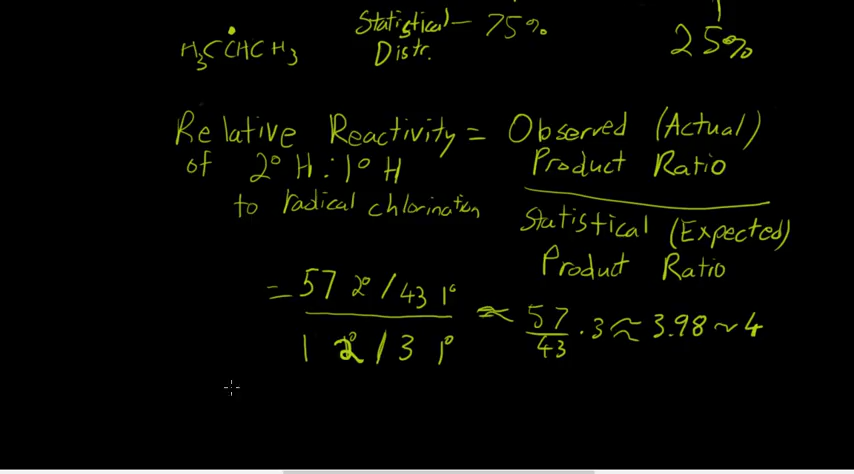 Statistical — 75%
Distr.
25%
H3CĊHCH3
Relative Reactivity = Observed (Actual)
of 2° H : 1° H Product Ratio
to radical chlorination Statistical (Expected)
Product Ratio
= 57 2° / 43 1°
1 2° / 3 1°
≈ 57/43 · 3 ≈ 3.98 ~ 4